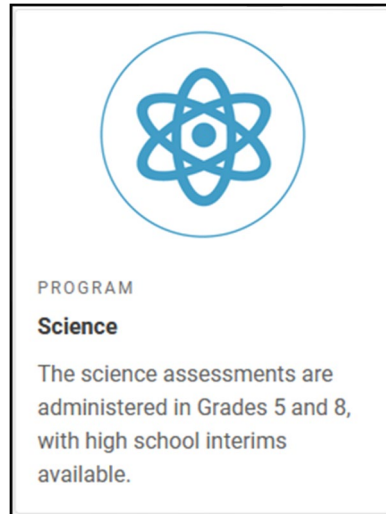 PROGRAM
Science
The science assessments are
administered in Grades 5 and 8,
with high school interims
available.